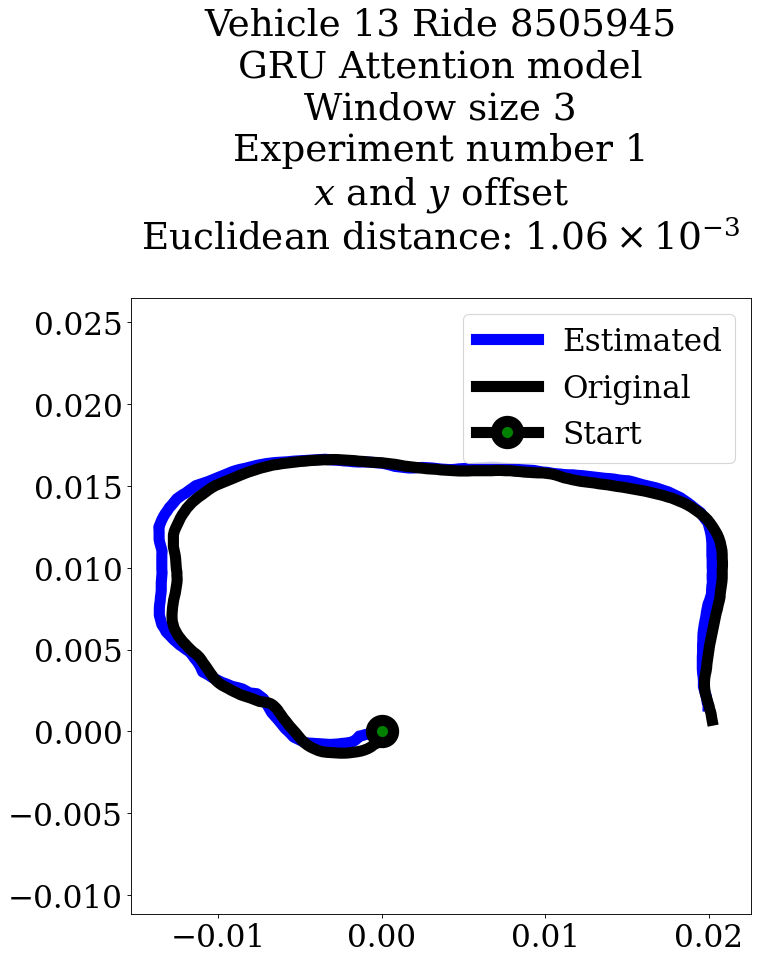 Vehicle 13 Ride 8505945
GRU Attention model
Window size 3
Experiment number 1
x and y offset
Euclidean distance: 1.06 × 10⁻³
Estimated
Original
Start
0.025
0.020
0.015
0.010
0.005
0.000
−0.005
−0.010
−0.01 0.00 0.01 0.02